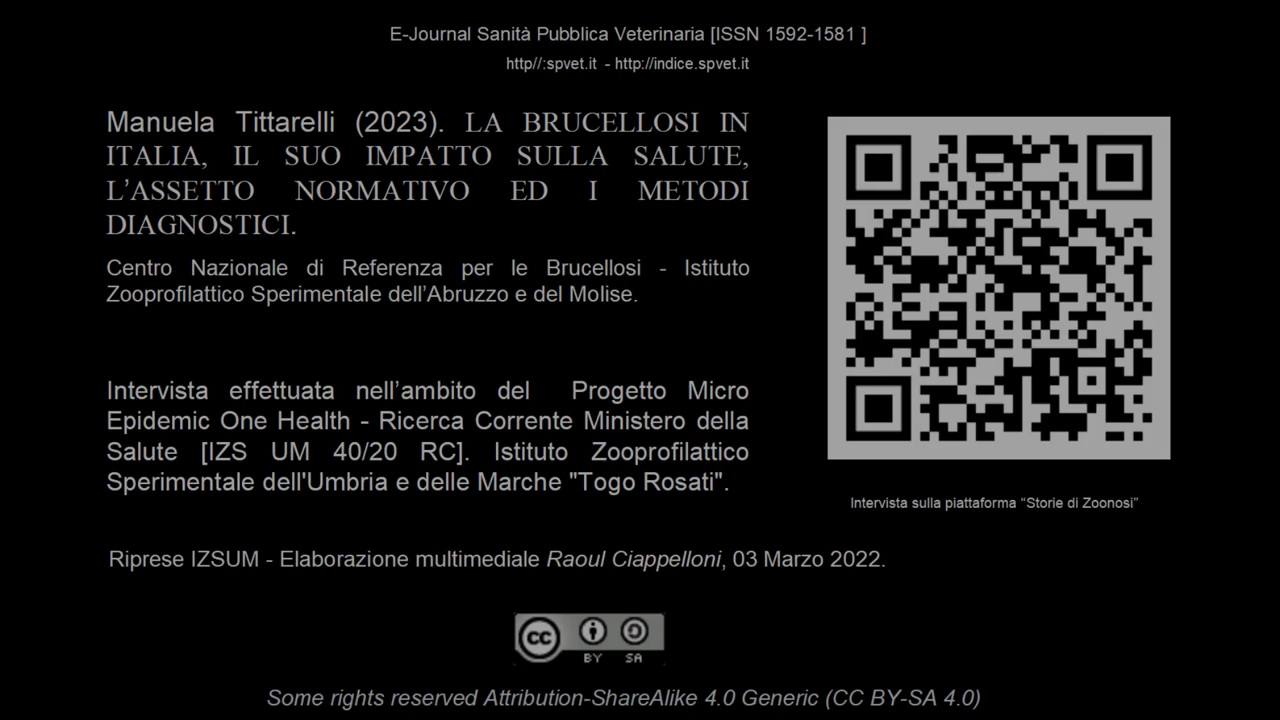 E-Journal Sanità Pubblica Veterinaria [ISSN 1592-1581 ]
http//:spvet.it - http://indice.spvet.it
Manuela Tittarelli (2023). LA BRUCELLOSI IN
ITALIA, IL SUO IMPATTO SULLA SALUTE,
L’ASSETTO NORMATIVO ED I METODI
DIAGNOSTICI.
Centro Nazionale di Referenza per le Brucellosi - Istituto
Zooprofilattico Sperimentale dell’Abruzzo e del Molise.
Intervista effettuata nell’ambito del Progetto Micro
Epidemic One Health - Ricerca Corrente Ministero della
Salute [IZS UM 40/20 RC]. Istituto Zooprofilattico
Sperimentale dell'Umbria e delle Marche "Togo Rosati".
Intervista sulla piattaforma “Storie di Zoonosi”
Riprese IZSUM - Elaborazione multimediale Raoul Ciappelloni, 03 Marzo 2022.
cc
BY SA
Some rights reserved Attribution-ShareAlike 4.0 Generic (CC BY-SA 4.0)